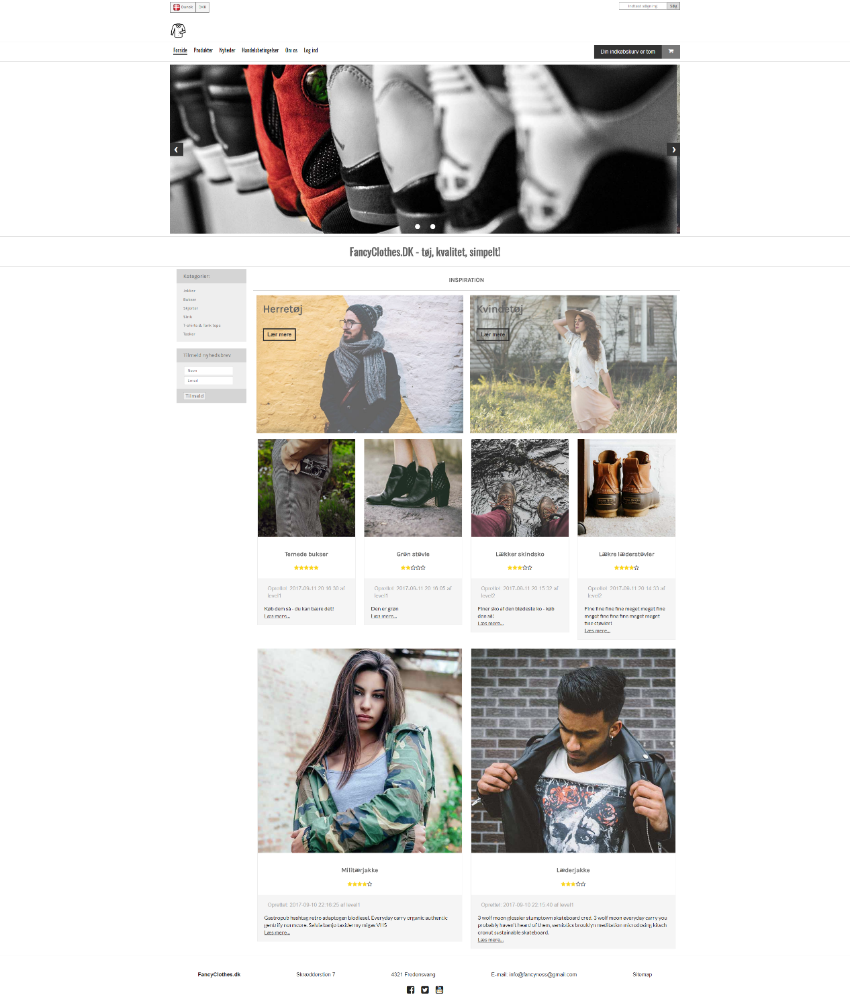 Dansk DKK
Indtast søgning Søg
Forside Produkter Nyheder Handelsbetingelser Om os Log ind
Din indkøbskurv er tom
FancyClothes.DK - tøj, kvalitet, simpelt!
Kategorier:
Jakker
Bukser
Skjorter
Strik
T-shirts & Tank tops
Tasker
Tilmeld nyhedsbrev
Navn
Email
Tilmeld
INSPIRATION
Herretøj
Lær mere
Kvindetøj
Lær mere
Ternede bukser
Oprettet: 2017-09-11 20:16:30 af
level1
Køb dem så - du kan bære det!
Læs mere...
Grøn støvle
Oprettet: 2017-09-11 20:16:05 af
level1
Den er grøn
Læs mere...
Lækker skindsko
Oprettet: 2017-09-11 20:15:32 af
level2
Finer sko af den blødeste ko - køb
den så!
Læs mere...
Lækre læderstøvler
Oprettet: 2017-09-11 20:14:33 af
level2
Fine fine fine fine meget meget fine
meget fine fine fine meget meget
fine støvler!
Læs mere...
Militærjakke
Oprettet: 2017-09-10 22:16:25 af level1
Gastropub hashtag retro adaptogen biodiesel. Everyday carry organic authentic
gentrify normcore. Salvia banjo taxidermy migas VHS
Læs mere...
Læderjakke
Oprettet: 2017-09-10 22:15:40 af level1
3 wolf moon glossier stumptown skateboard cred. 3 wolf moon everyday carry you
probably haven't heard of them, semiotics brooklyn meditation microdosing kitsch
cronut sustainable skateboard.
Læs mere...
FancyClothes.dk Skrædderstien 7 4321 Fredensvang E-mail: info@fancyness@gmail.com Sitemap